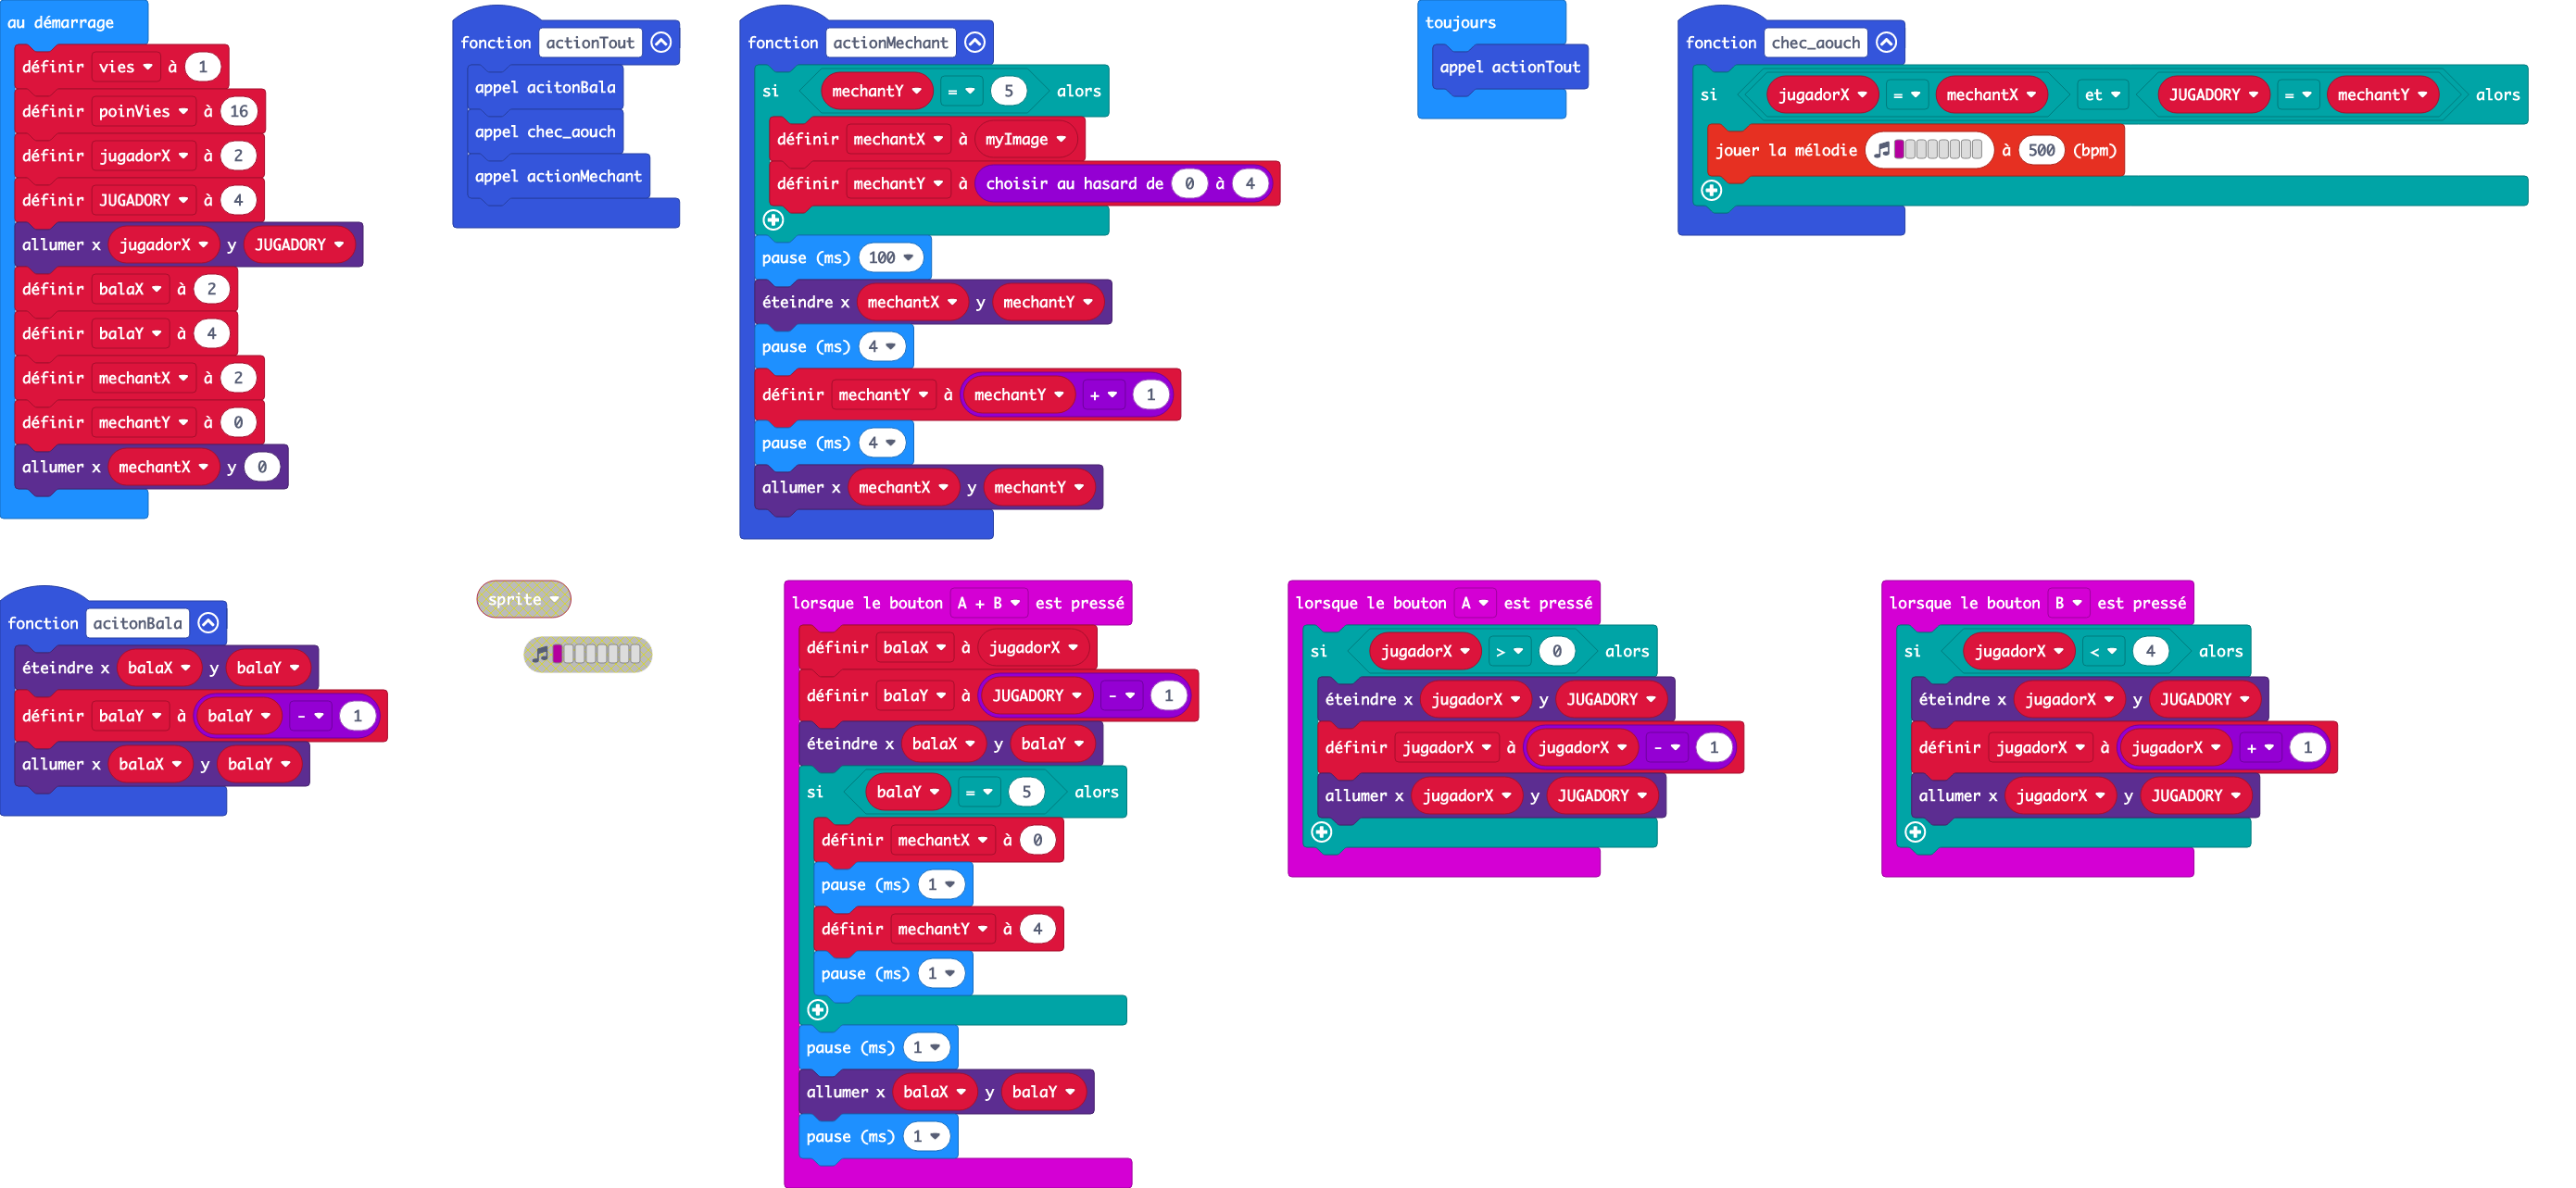 au démarrage
définir vies à 1
définir poinVies à 16
définir jugadorX à 2
définir JUGADORY à 4
allumer x jugadorX y JUGADORY
définir balaX à 2
définir balaY à 4
définir mechantX à 2
définir mechantY à 0
allumer x mechantX y 0
fonction actionTout
appel acitonBala
appel chec_aouch
appel actionMechant
fonction actionMechant
si mechantY = 5 alors
définir mechantX à myImage
définir mechantY à choisir au hasard de 0 à 4
pause (ms) 100
éteindre x mechantX y mechantY
pause (ms) 4
définir mechantY à mechantY + 1
pause (ms) 4
allumer x mechantX y mechantY
toujours
appel actionTout
fonction chec_aouch
si jugadorX = mechantX et JUGADORY = mechantY alors
jouer la mélodie à 500 (bpm)
fonction acitonBala
éteindre x balaX y balaY
définir balaY à balaY - 1
allumer x balaX y balaY
sprite
lorsque le bouton A + B est pressé
définir balaX à jugadorX
définir balaY à JUGADORY - 1
éteindre x balaX y balaY
si balaY = 5 alors
définir mechantX à 0
pause (ms) 1
définir mechantY à 4
pause (ms) 1
pause (ms) 1
allumer x balaX y balaY
pause (ms) 1
lorsque le bouton A est pressé
si jugadorX > 0 alors
éteindre x jugadorX y JUGADORY
définir jugadorX à jugadorX - 1
allumer x jugadorX y JUGADORY
lorsque le bouton B est pressé
si jugadorX < 4 alors
éteindre x jugadorX y JUGADORY
définir jugadorX à jugadorX + 1
allumer x jugadorX y JUGADORY